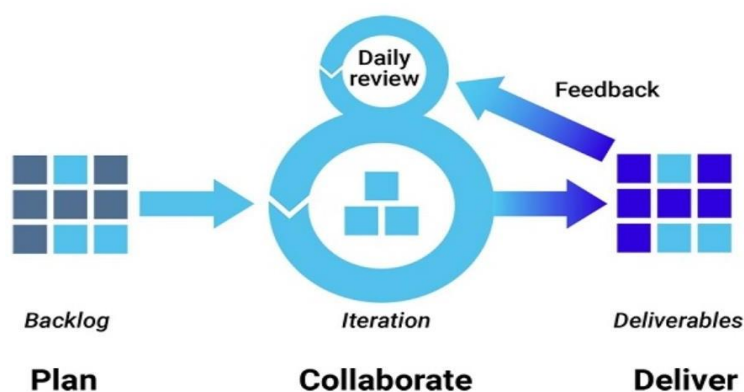 Daily
review
Feedback
Backlog
Iteration
Deliverables
Plan
Collaborate
Deliver